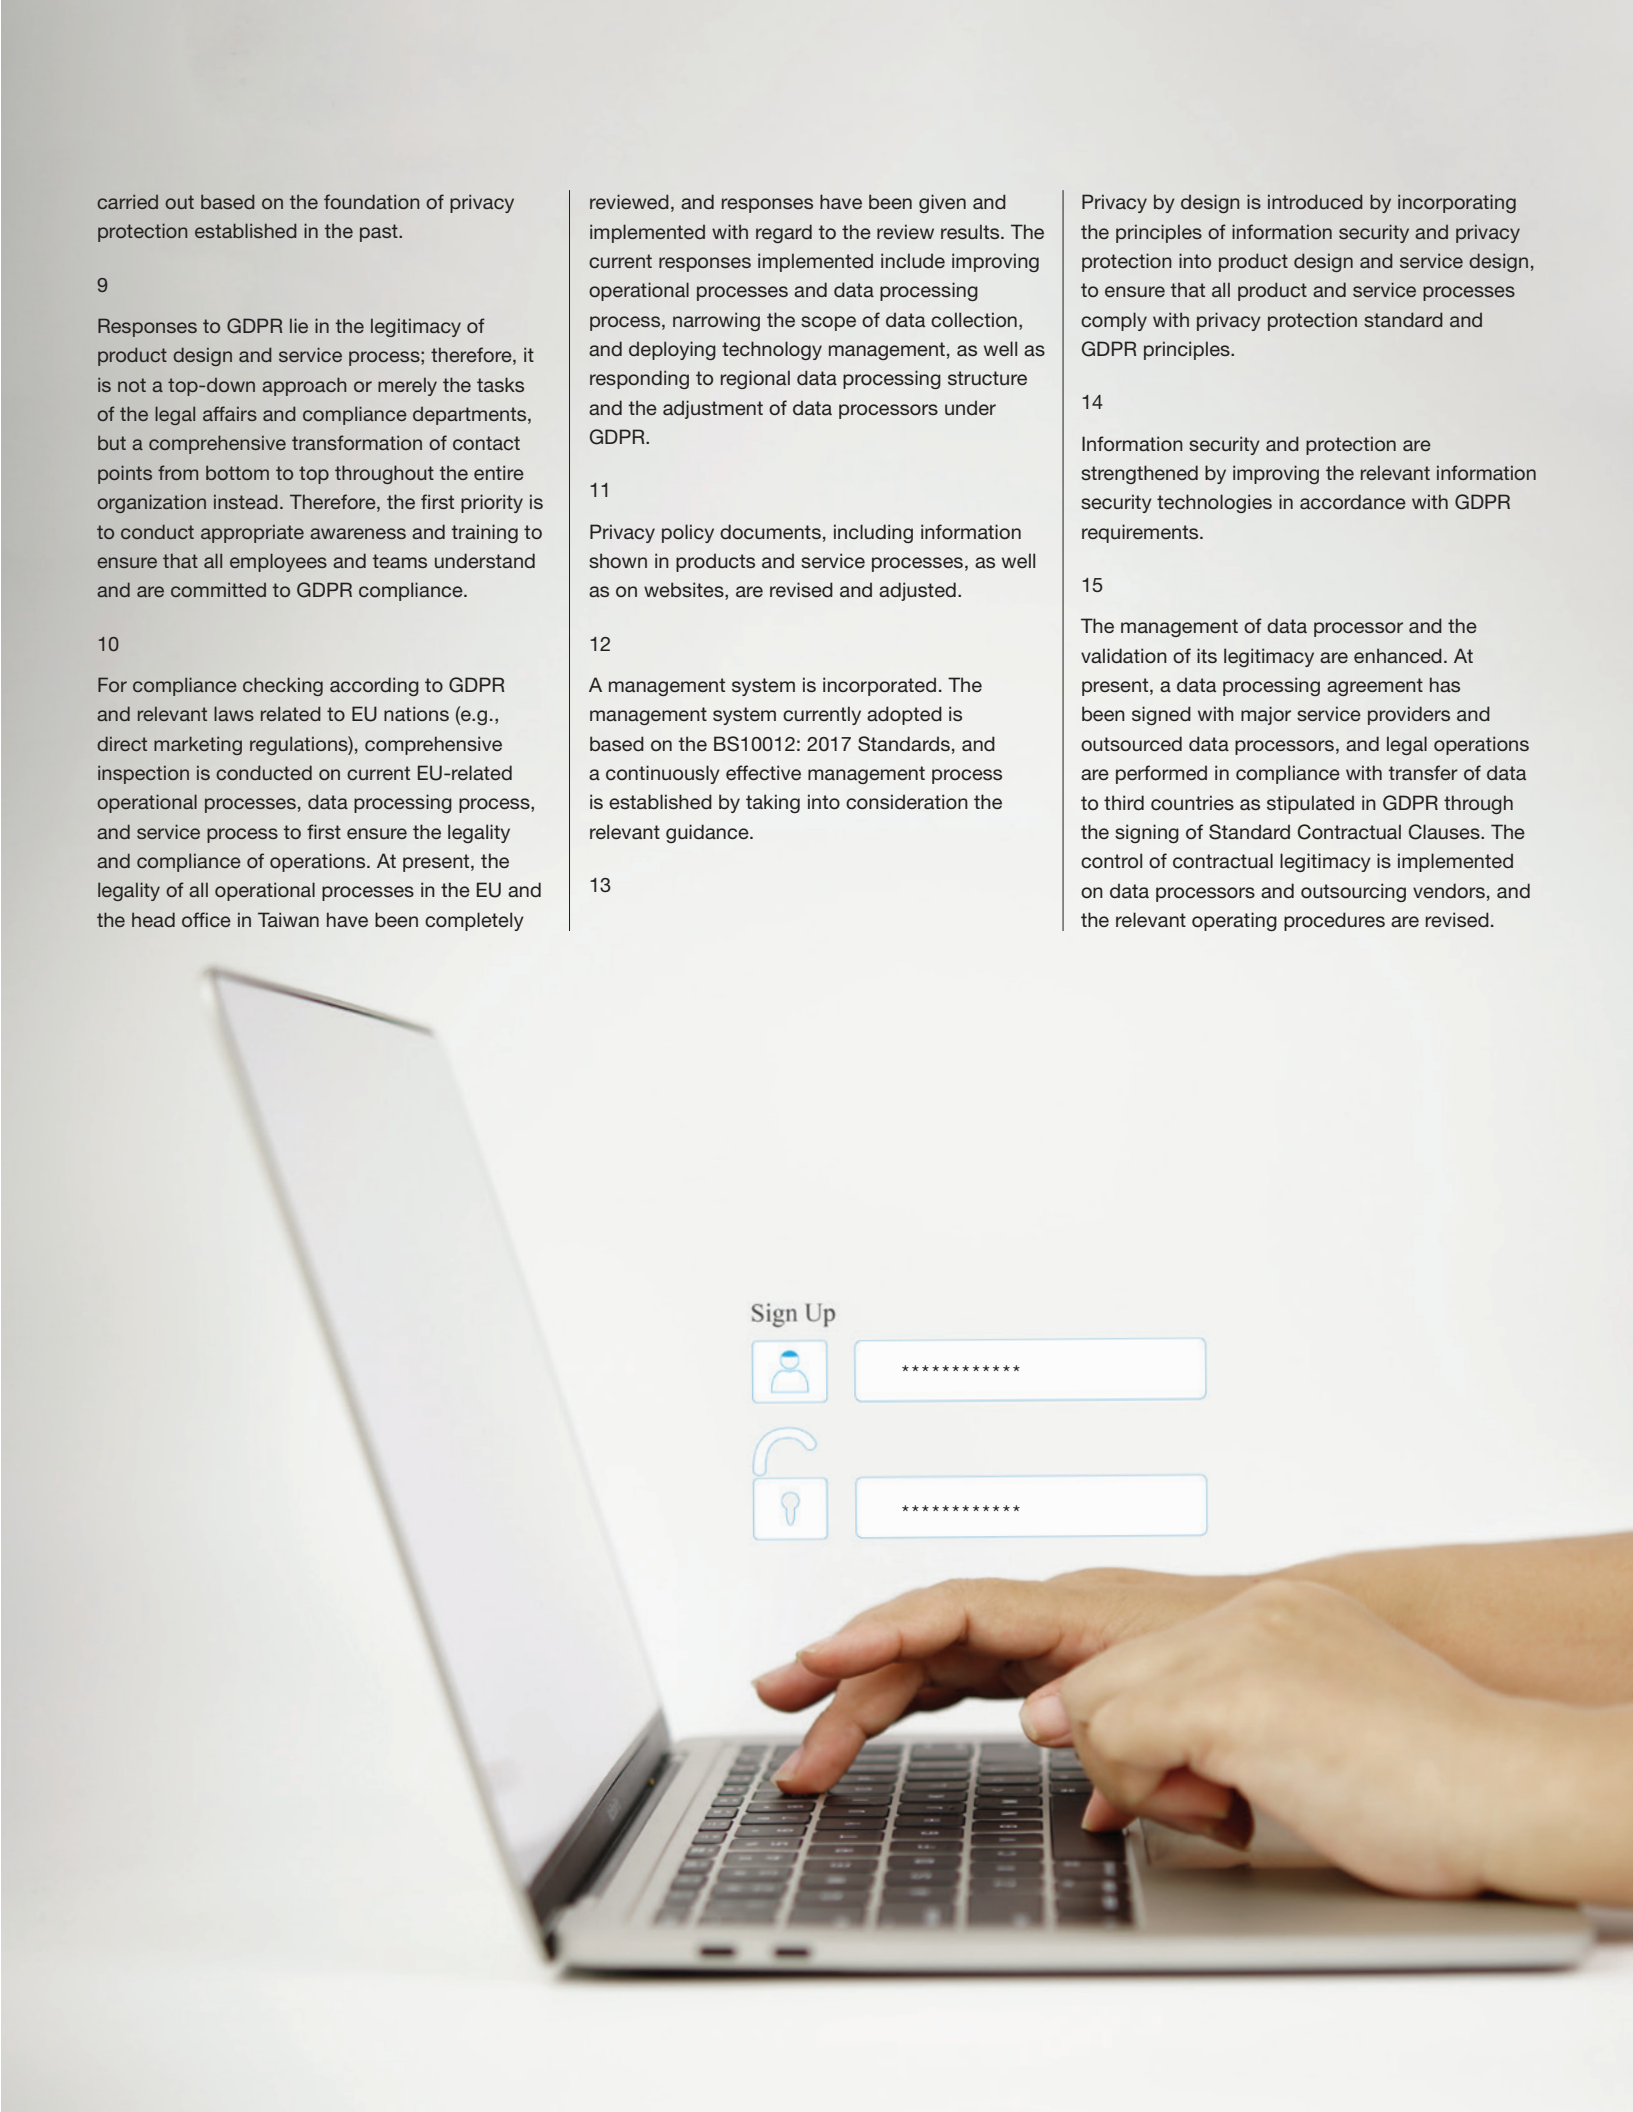 carried out based on the foundation of privacy
protection established in the past.
9
Responses to GDPR lie in the legitimacy of
product design and service process; therefore, it
is not a top-down approach or merely the tasks
of the legal affairs and compliance departments,
but a comprehensive transformation of contact
points from bottom to top throughout the entire
organization instead. Therefore, the first priority is
to conduct appropriate awareness and training to
ensure that all employees and teams understand
and are committed to GDPR compliance.
10
For compliance checking according to GDPR
and relevant laws related to EU nations (e.g.,
direct marketing regulations), comprehensive
inspection is conducted on current EU-related
operational processes, data processing process,
and service process to first ensure the legality
and compliance of operations. At present, the
legality of all operational processes in the EU and
the head office in Taiwan have been completely
reviewed, and responses have been given and
implemented with regard to the review results. The
current responses implemented include improving
operational processes and data processing
process, narrowing the scope of data collection,
and deploying technology management, as well as
responding to regional data processing structure
and the adjustment of data processors under
GDPR.
11
Privacy policy documents, including information
shown in products and service processes, as well
as on websites, are revised and adjusted.
12
A management system is incorporated. The
management system currently adopted is
based on the BS10012: 2017 Standards, and
a continuously effective management process
is established by taking into consideration the
relevant guidance.
13
Privacy by design is introduced by incorporating
the principles of information security and privacy
protection into product design and service design,
to ensure that all product and service processes
comply with privacy protection standard and
GDPR principles.
14
Information security and protection are
strengthened by improving the relevant information
security technologies in accordance with GDPR
requirements.
15
The management of data processor and the
validation of its legitimacy are enhanced. At
present, a data processing agreement has
been signed with major service providers and
outsourced data processors, and legal operations
are performed in compliance with transfer of data
to third countries as stipulated in GDPR through
the signing of Standard Contractual Clauses. The
control of contractual legitimacy is implemented
on data processors and outsourcing vendors, and
the relevant operating procedures are revised.
Sign Up
************
************